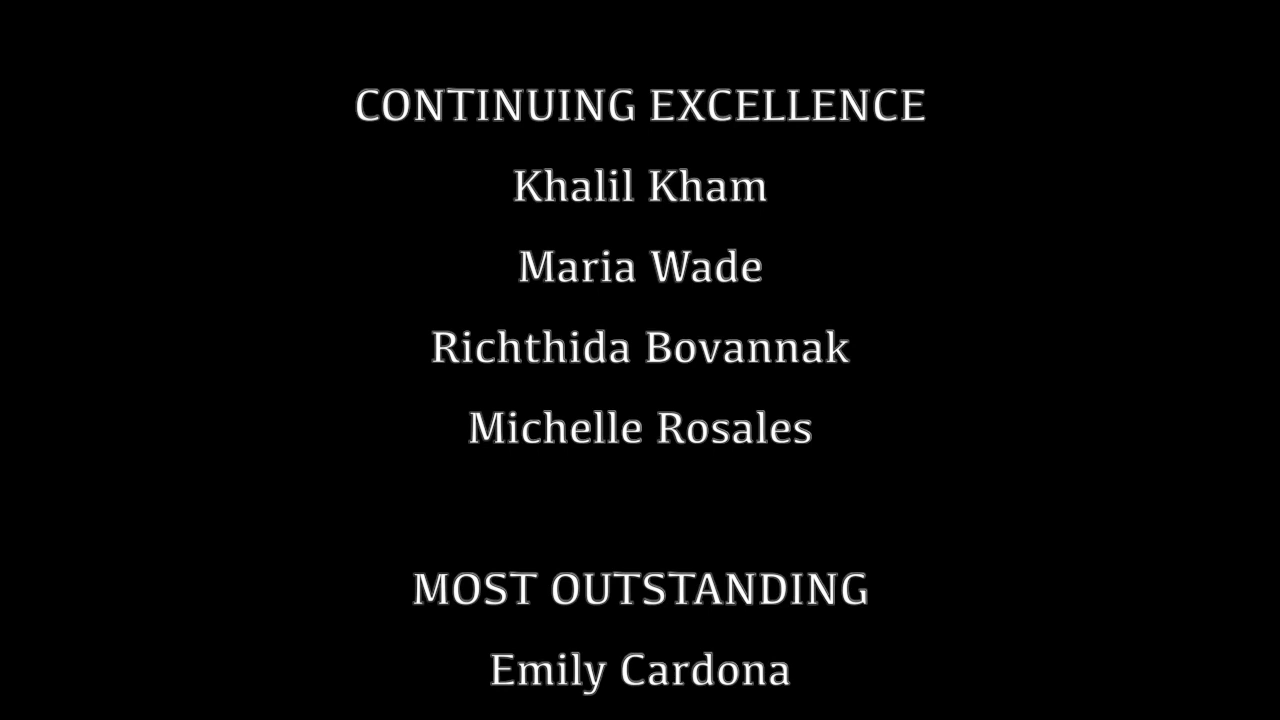 CONTINUING EXCELLENCE
Khalil Kham
Maria Wade
Richthida Bovannak
Michelle Rosales
MOST OUTSTANDING
Emily Cardona